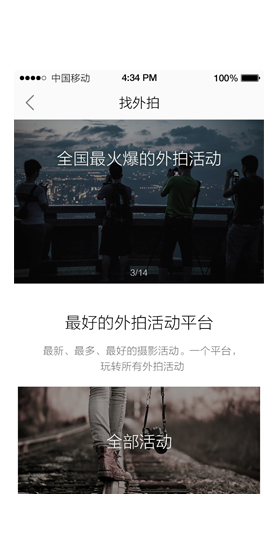 中国移动 4:34 PM 100%
找外拍
全国最火爆的外拍活动
3/14
最好的外拍活动平台
最新、最多、最好的摄影活动。一个平台，
玩转所有外拍活动
全部活动